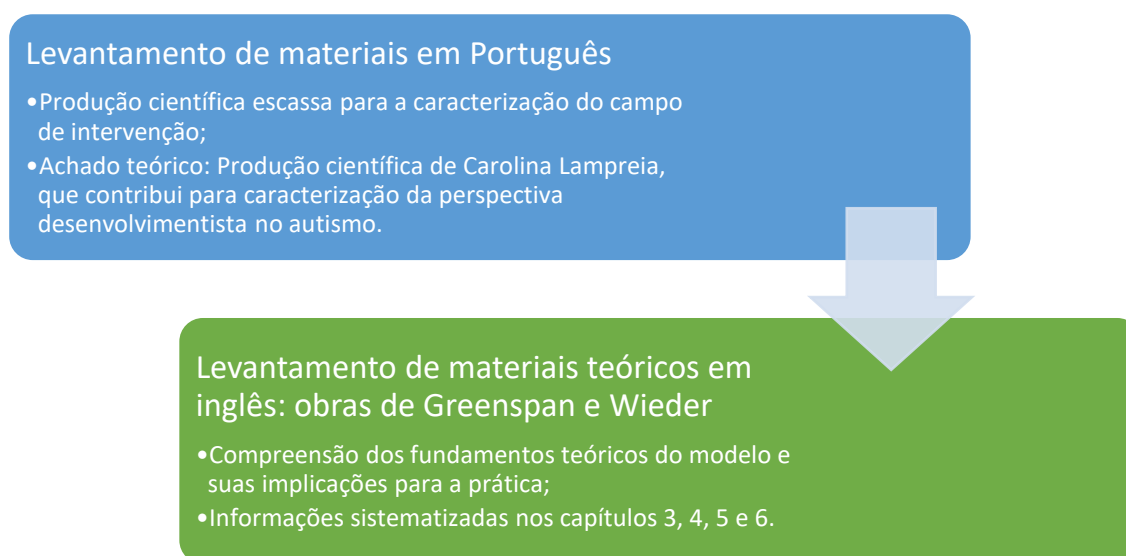 Levantamento de materiais em Português
•Produção científica escassa para a caracterização do campo
de intervenção;
•Achado teórico: Produção científica de Carolina Lampreia,
que contribui para caracterização da perspectiva
desenvolvimentista no autismo.
Levantamento de materiais teóricos em
inglês: obras de Greenspan e Wieder
•Compreensão dos fundamentos teóricos do modelo e
suas implicações para a prática;
•Informações sistematizadas nos capítulos 3, 4, 5 e 6.